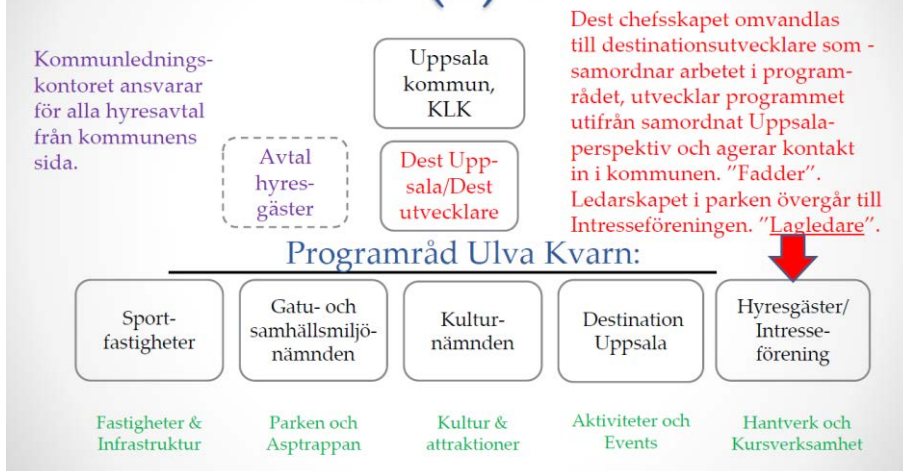 Kommunlednings-
kontoret ansvarar
för alla hyresavtal
från kommunens
sida.
Uppsala
kommun,
KLK
Dest chefsskapet omvandlas
till destinationsutvecklare som -
samordnar arbetet i program-
rådet, utvecklar programmet
utifrån samordnat Uppsala-
perspektiv och agerar kontakt
in i kommunen. ”Fadder”.
Ledarskapet i parken övergår till
Intresseföreningen. ”Lagledare”.
Avtal
hyres-
gäster
Dest Upp-
sala/Dest
utvecklare
Programråd Ulva Kvarn:
Sport-
fastigheter
Gatu- och
samhällsmiljö-
nämnden
Kultur-
nämnden
Destination
Uppsala
Hyresgäster/
Intresse-
förening
Fastigheter &
Infrastruktur
Parken och
Asptrappan
Kultur &
attraktioner
Aktiviteter och
Events
Hantverk och
Kursverksamhet